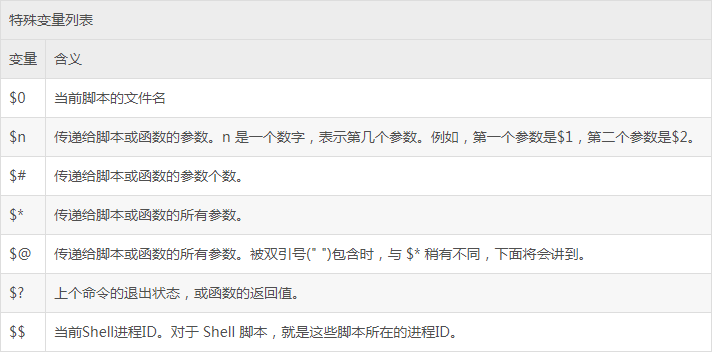 特殊变量列表
变量 含义
$0 当前脚本的文件名
$n 传递给脚本或函数的参数。n 是一个数字，表示第几个参数。例如，第一个参数是$1，第二个参数是$2。
$# 传递给脚本或函数的参数个数。
$* 传递给脚本或函数的所有参数。
$@ 传递给脚本或函数的所有参数。被双引号(" ")包含时，与 $* 稍有不同，下面将会讲到。
$? 上个命令的退出状态，或函数的返回值。
$$ 当前Shell进程ID。对于 Shell 脚本，就是这些脚本所在的进程ID。